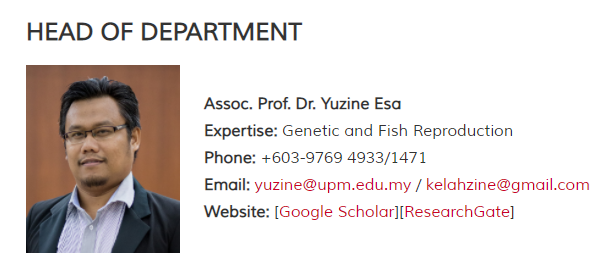 HEAD OF DEPARTMENT
Assoc. Prof. Dr. Yuzine Esa
Expertise: Genetic and Fish Reproduction
Phone: +603-9769 4933/1471
Email: yuzine@upm.edu.my / kelahzine@gmail.com
Website: [Google Scholar][ResearchGate]